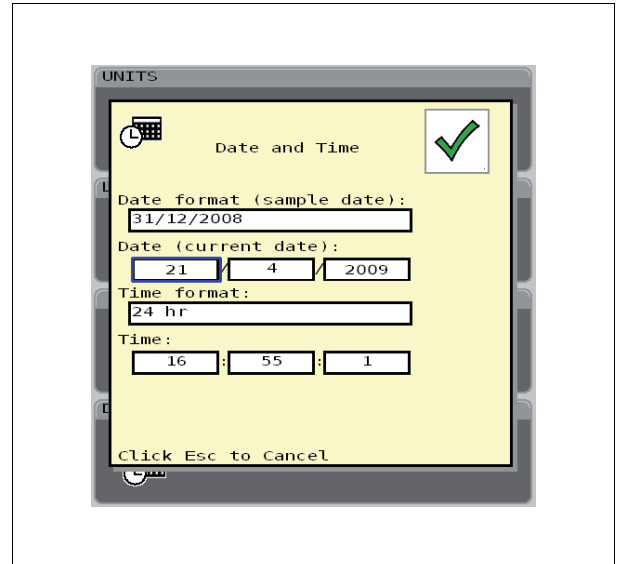 UNITS
Date and Time
Date format (sample date):
31/12/2008
Date (current date):
21 / 4 / 2009
Time format:
24 hr
Time:
16 : 55 : 1
Click Esc to Cancel